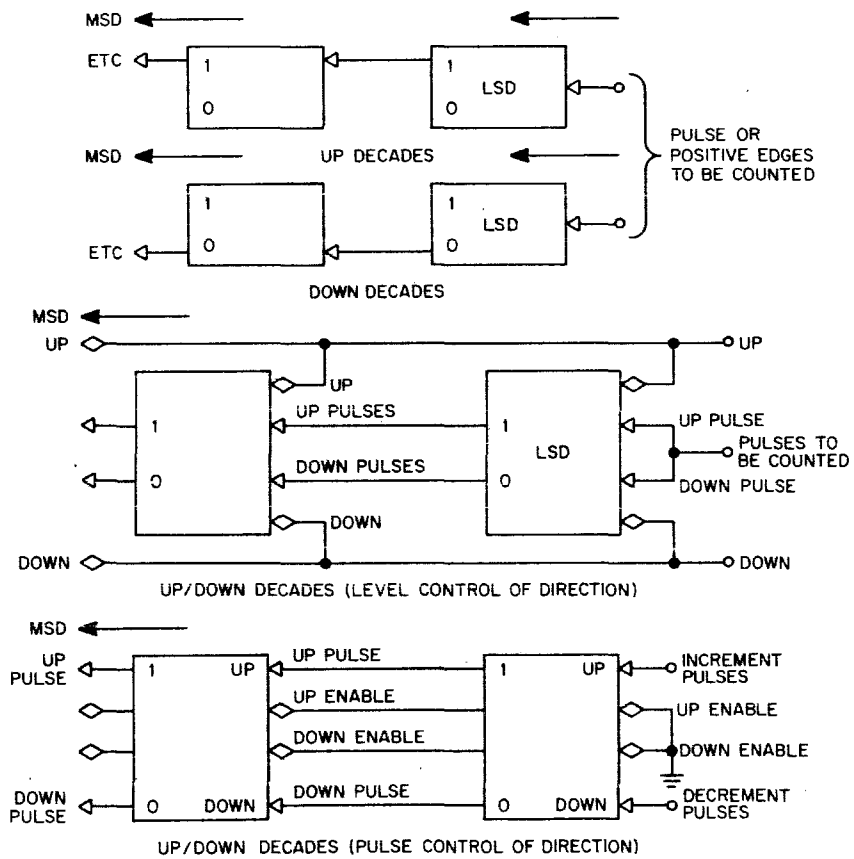 MSD
ETC
1
0
1
0
LSD
UP DECADES
MSD
ETC
1
0
1
0
LSD
DOWN DECADES
PULSE OR
POSITIVE EDGES
TO BE COUNTED
MSD
UP
UP
UP
UP PULSES
1
1
UP PULSE
LSD
PULSES TO
BE COUNTED
DOWN PULSES
0
0
DOWN PULSE
DOWN
DOWN
DOWN
UP/DOWN DECADES (LEVEL CONTROL OF DIRECTION)
MSD
UP
PULSE
1
UP
UP PULSE
1
UP
INCREMENT
PULSES
UP ENABLE
UP ENABLE
DOWN ENABLE
DOWN ENABLE
DOWN
PULSE
0
DOWN
DOWN PULSE
0
DOWN
DECREMENT
PULSES
UP/DOWN DECADES (PULSE CONTROL OF DIRECTION)